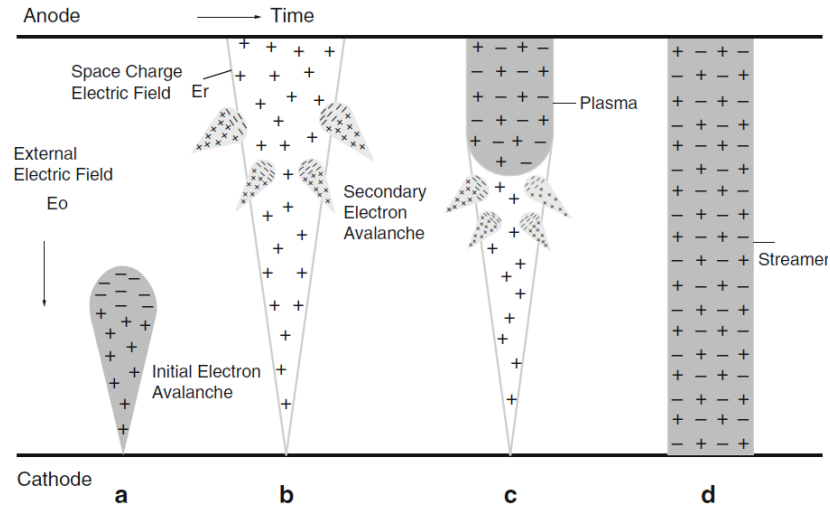 Anode
Time
Space Charge
Electric Field Er
External
Electric Field
Eo
Initial Electron
Avalanche
Secondary
Electron
Avalanche
Plasma
Streamer
Cathode
a b c d